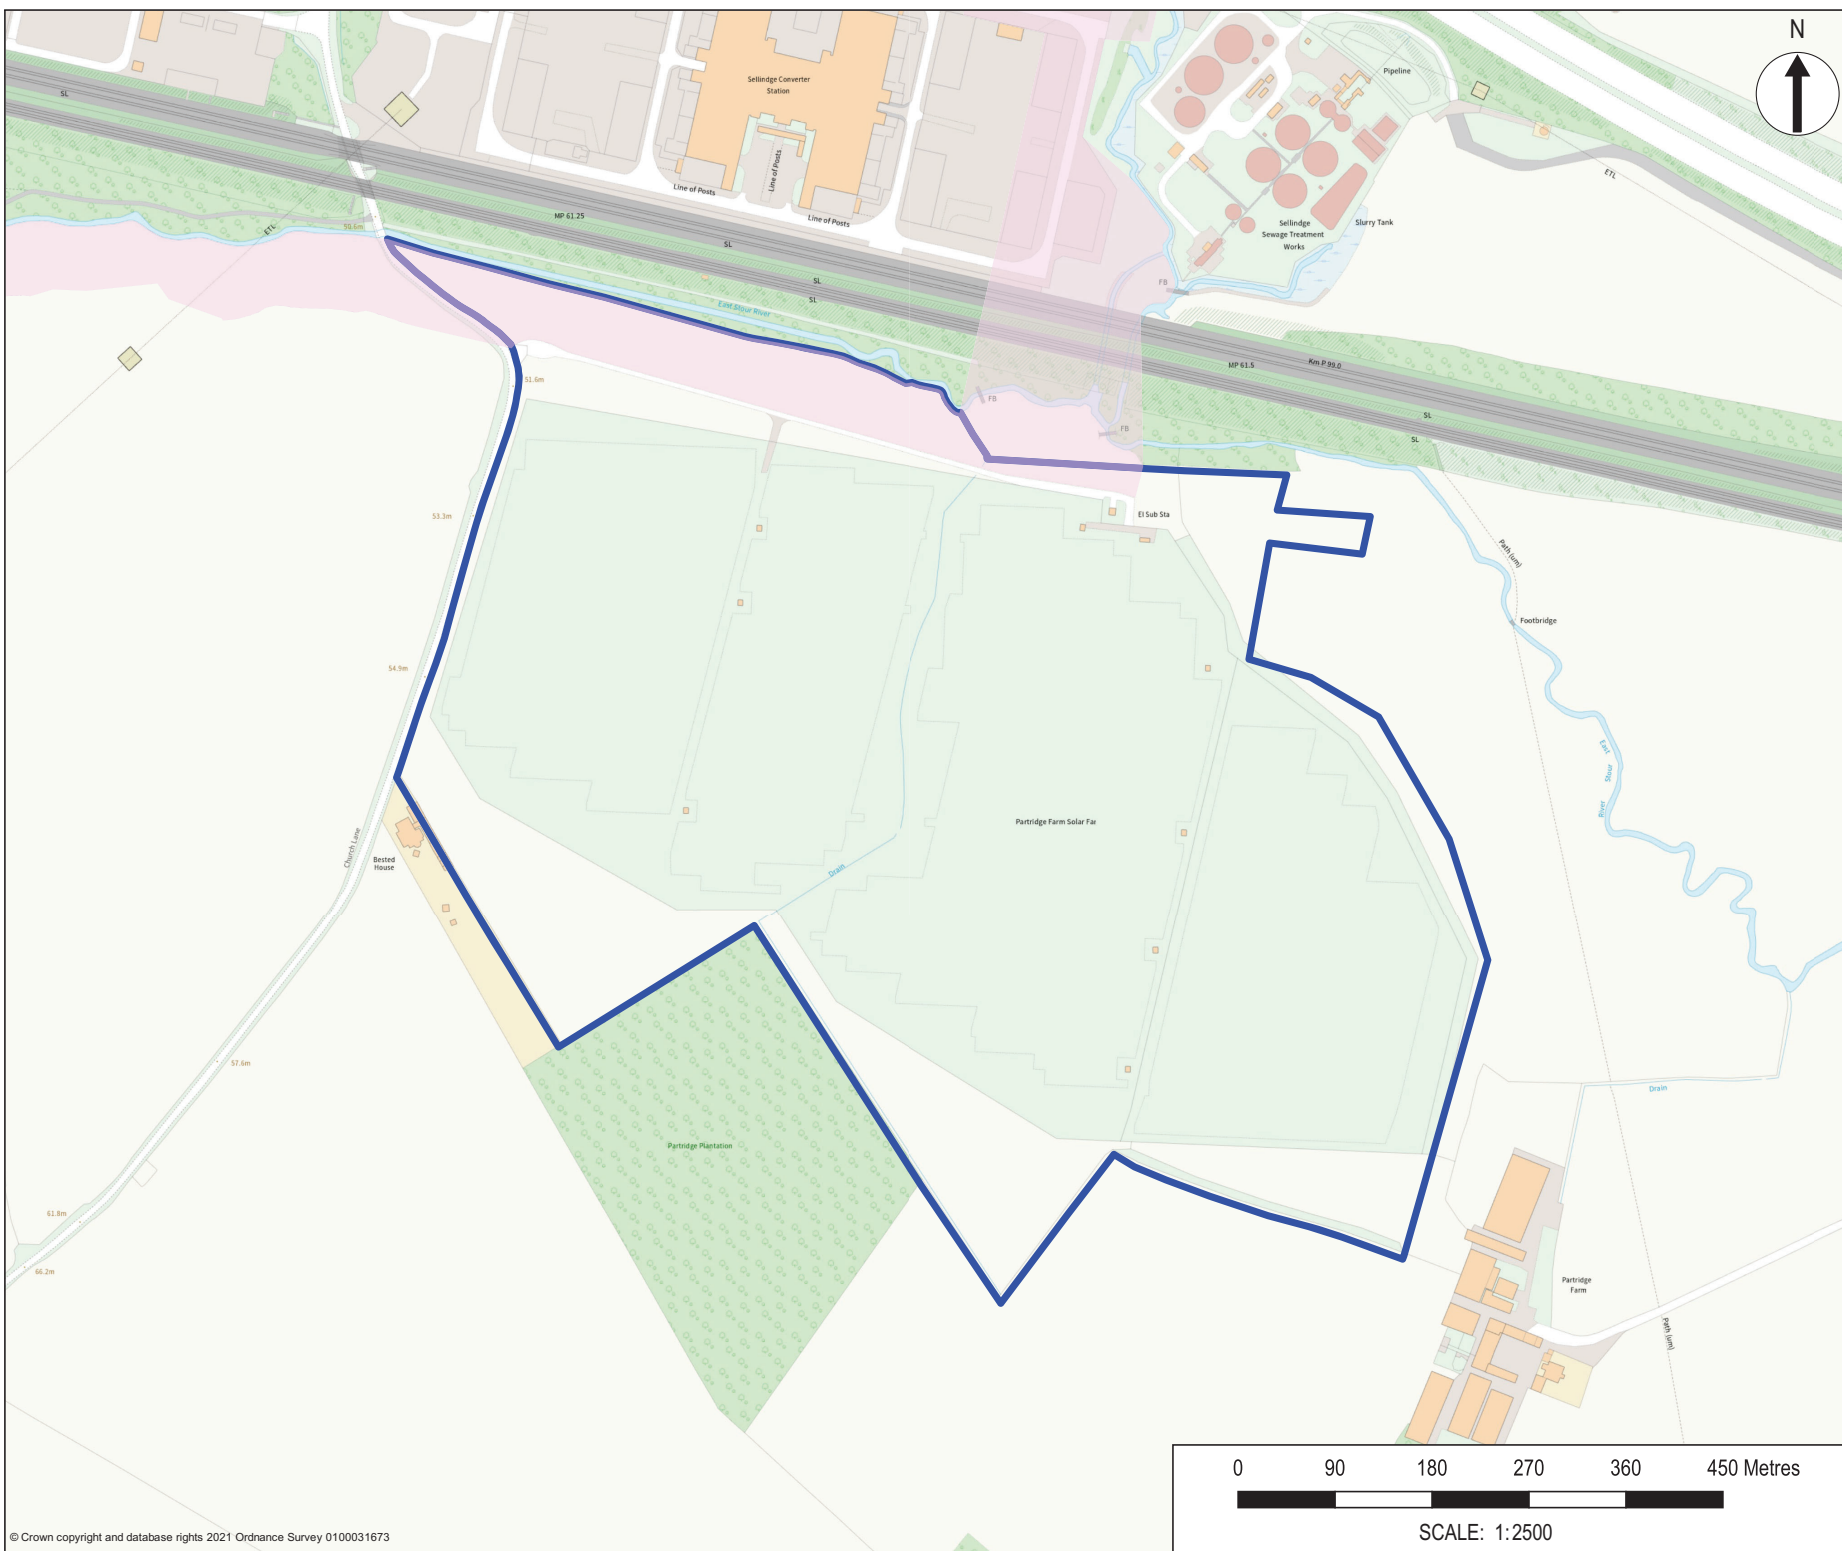 N
Sellindge Converter
Station
Pipeline
SL
Line of Posts
Line of Posts
Line of Posts
ETL
MP 61.25
SL
Slurry Tank
Sellindge
Sewage Treatment
Works
50.6m
ETL
SL
SL
FB
East Stour River
MP 61.5
Km P 99.0
51.6m
FB
SL
FB
SL
53.3m
El Sub Sta
Path (um)
Footbridge
54.9m
East
Stour
River
Partridge Farm Solar Far
Church Lane
Bested
House
Drain
57.6m
Drain
Partridge Plantation
61.8m
66.2m
Partridge
Farm
Path (um)
0 90 180 270 360 450 Metres
SCALE: 1:2500
© Crown copyright and database rights 2021 Ordnance Survey 0100031673